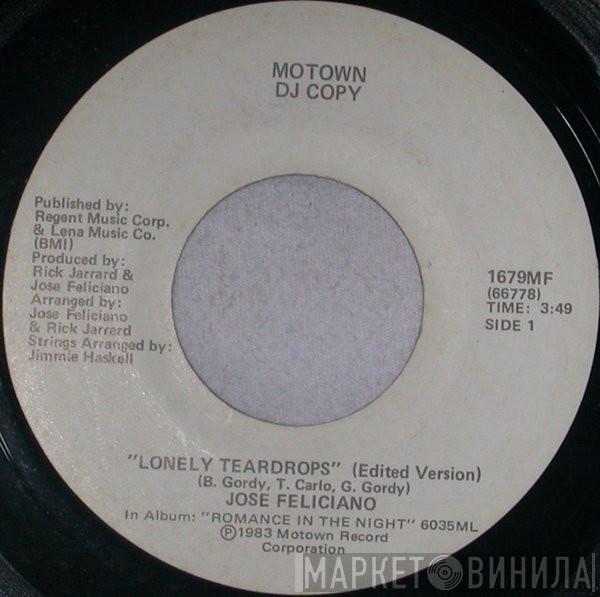 MOTOWN
DJ COPY
Published by:
Regent Music Corp.
& Lena Music Co.
(BMI)
Produced by:
Rick Jarrard &
Jose Feliciano
Arranged by:
Jose Feliciano
& Rick Jarrard
Strings Arranged by:
Jimmie Haskell
1679MF
(66778)
TIME: 3:49
SIDE 1
"LONELY TEARDROPS" (Edited Version)
(B. Gordy, T. Carlo, G. Gordy)
JOSE FELICIANO
In Album: "ROMANCE IN THE NIGHT" 6035ML
Ⓟ1983 Motown Record
Corporation
МАРКЕТ ВИНИЛА